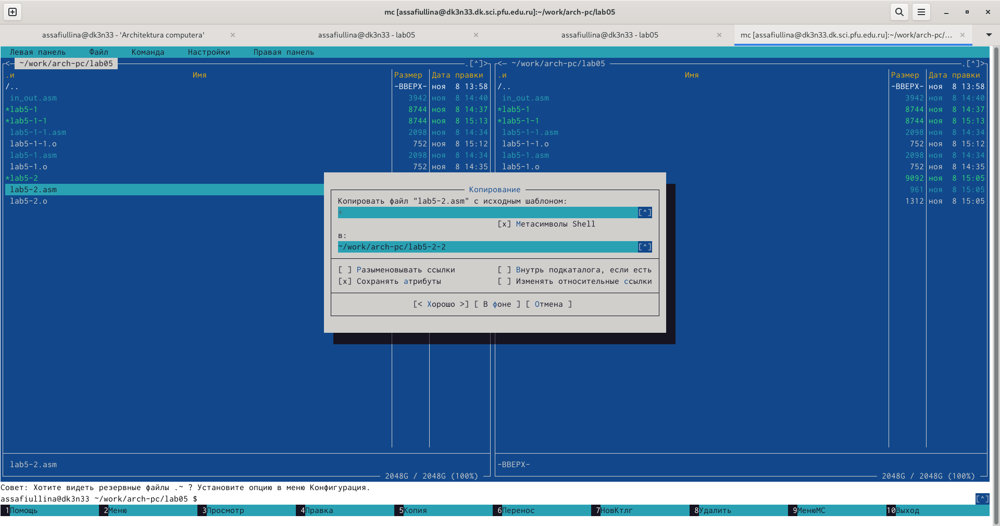 mc [assafiullina@dk3n33.dk.sci.pfu.edu.ru]:~/work/arch-pc/lab05
assafiullina@dk3n33 - 'Architektura computera' × assafiullina@dk3n33 - lab05 × assafiullina@dk3n33 - lab05 × mc [assafiullina@dk3n33.dk.sci.pfu.edu.ru]:~/work/arch-pc/… ×
Левая панель Файл Команда Настройки Правая панель
<─ ~/work/arch-pc/lab05 .[^]> <─ ~/work/arch-pc/lab05 .[^]>
.и Имя Размер Дата правки .и Имя Размер Дата правки
/.. -ВВЕРХ- ноя 8 13:58 /.. -ВВЕРХ- ноя 8 13:58
in_out.asm 3942 ноя 8 14:40 in_out.asm 3942 ноя 8 14:40
*lab5-1 8744 ноя 8 14:37 *lab5-1 8744 ноя 8 14:37
*lab5-1-1 8744 ноя 8 15:13 *lab5-1-1 8744 ноя 8 15:13
lab5-1-1.asm 2098 ноя 8 14:34 lab5-1-1.asm 2098 ноя 8 14:34
lab5-1-1.o 752 ноя 8 15:12 lab5-1-1.o 752 ноя 8 15:12
lab5-1.asm 2098 ноя 8 14:34 lab5-1.asm 2098 ноя 8 14:34
lab5-1.o 752 ноя 8 14:35 lab5-1.o 752 ноя 8 14:35
*lab5-2 9092 ноя 8 15:05
lab5-2.asm 961 ноя 8 15:05
lab5-2.o 1312 ноя 8 15:05
Копирование
Копировать файл "lab5-2.asm" с исходным шаблоном:
* [^]
[x] Метасимволы Shell
в:
~/work/arch-pc/lab5-2-2 [^]
[ ] Разыменовывать ссылки [ ] Внутрь подкаталога, если есть
[x] Сохранять атрибуты [ ] Изменять относительные ссылки
[< Хорошо >] [ В фоне ] [ Отмена ]
lab5-2.asm -ВВЕРХ-
2048G / 2048G (100%) 2048G / 2048G (100%)
Совет: Хотите видеть резервные файлы .~ ? Установите опцию в меню Конфигурация.
assafiullina@dk3n33 ~/work/arch-pc/lab05 $ [^]
1Помощь 2Меню 3Просмотр 4Правка 5Копия 6Перенос 7НовКтлг 8Удалить 9МенюMC 10Выход